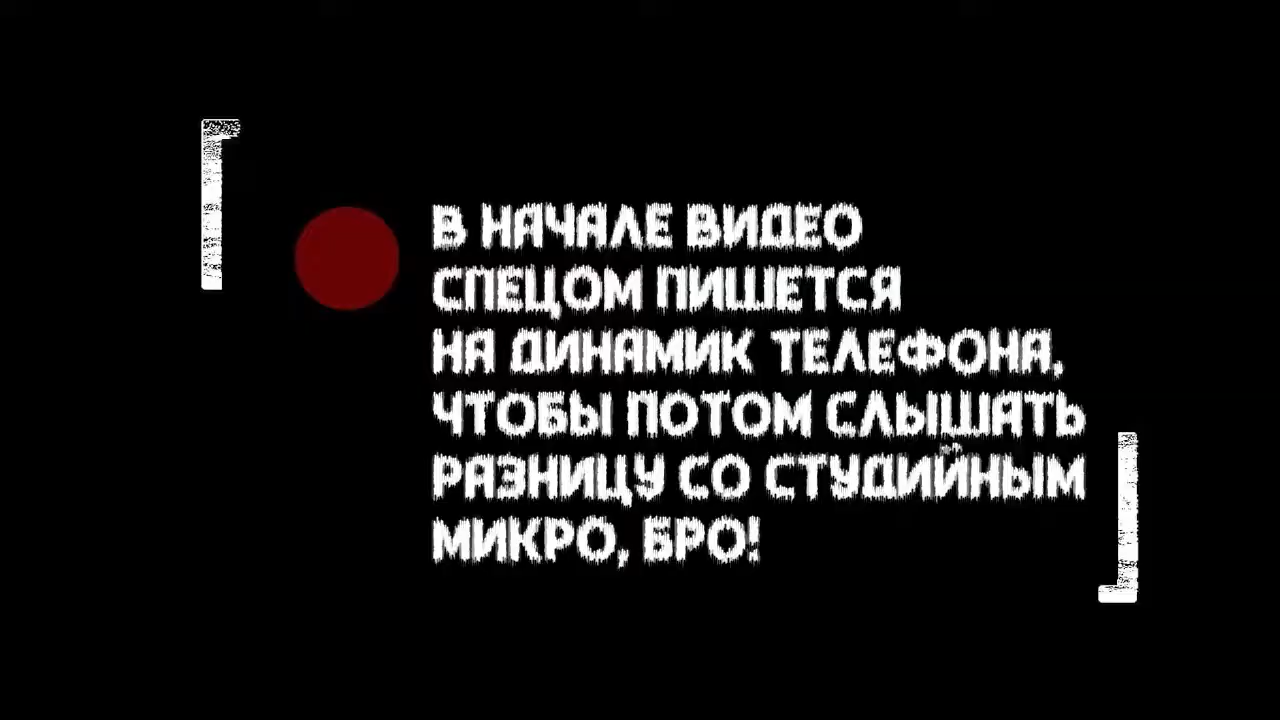 В НАЧАЛЕ ВИДЕО
СПЕЦОМ ПИШЕТСЯ
НА ДИНАМИК ТЕЛЕФОНА,
ЧТОБЫ ПОТОМ СЛЫШАТЬ
РАЗНИЦУ СО СТУДИЙНЫМ
МИКРО, БРО!